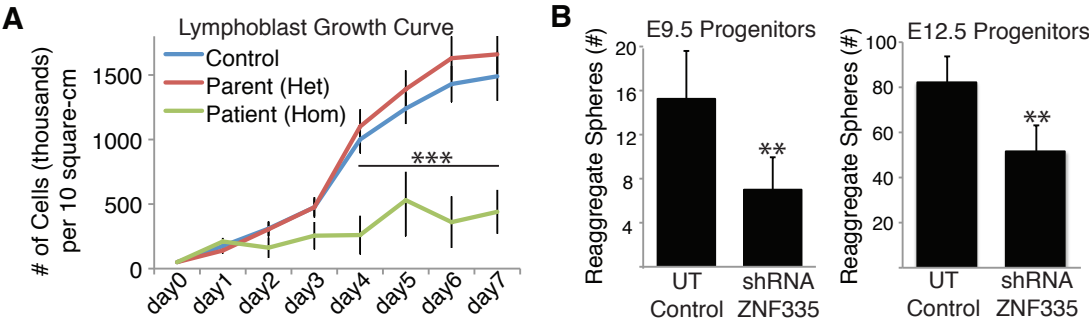 A
Lymphoblast Growth Curve
Control
Parent (Het)
Patient (Hom)
# of Cells (thousands)
per 10 square-cm
1500
1000
500
0
***
day0 day1 day2 day3 day4 day5 day6 day7
B
E9.5 Progenitors
Reaggregate Spheres (#)
20
16
12
8
4
**
UT shRNA
Control ZNF335
E12.5 Progenitors
Reaggregate Spheres (#)
100
80
60
40
20
**
UT shRNA
Control ZNF335